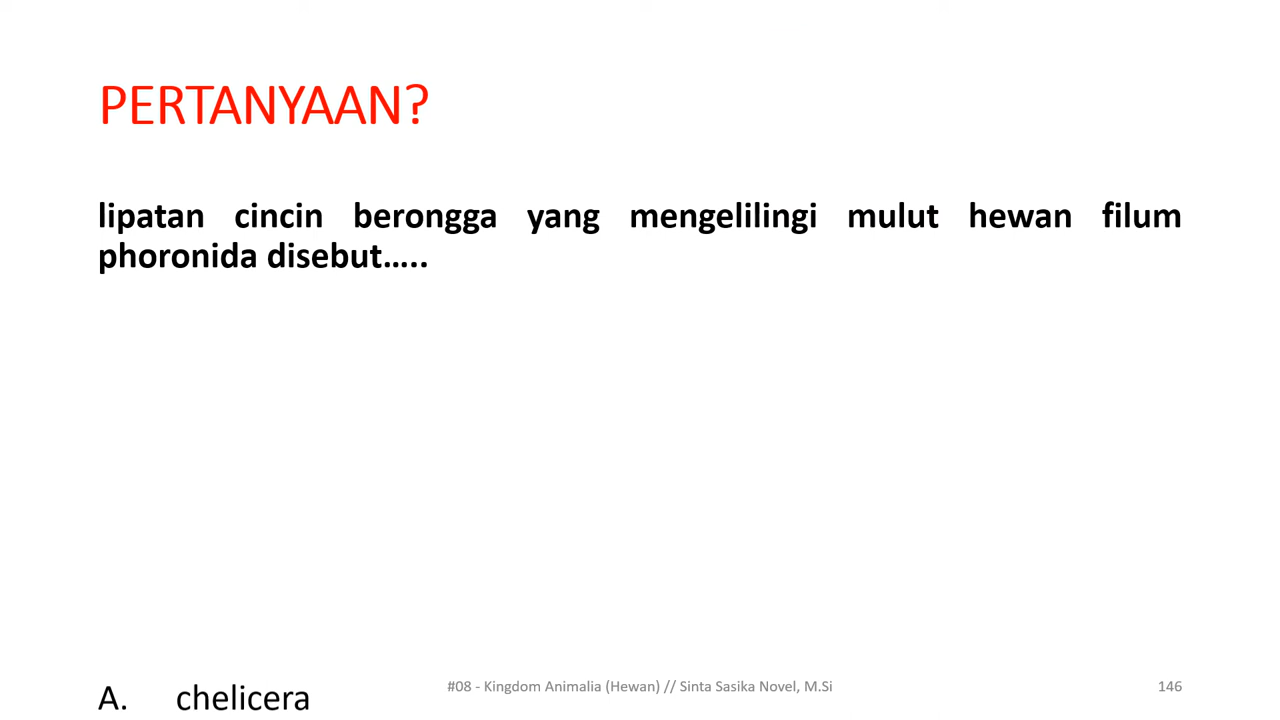 PERTANYAAN?
lipatan cincin berongga yang mengelilingi mulut hewan filum
phoronida disebut…..
A. chelicera
#08 - Kingdom Animalia (Hewan) // Sinta Sasika Novel, M.Si
146